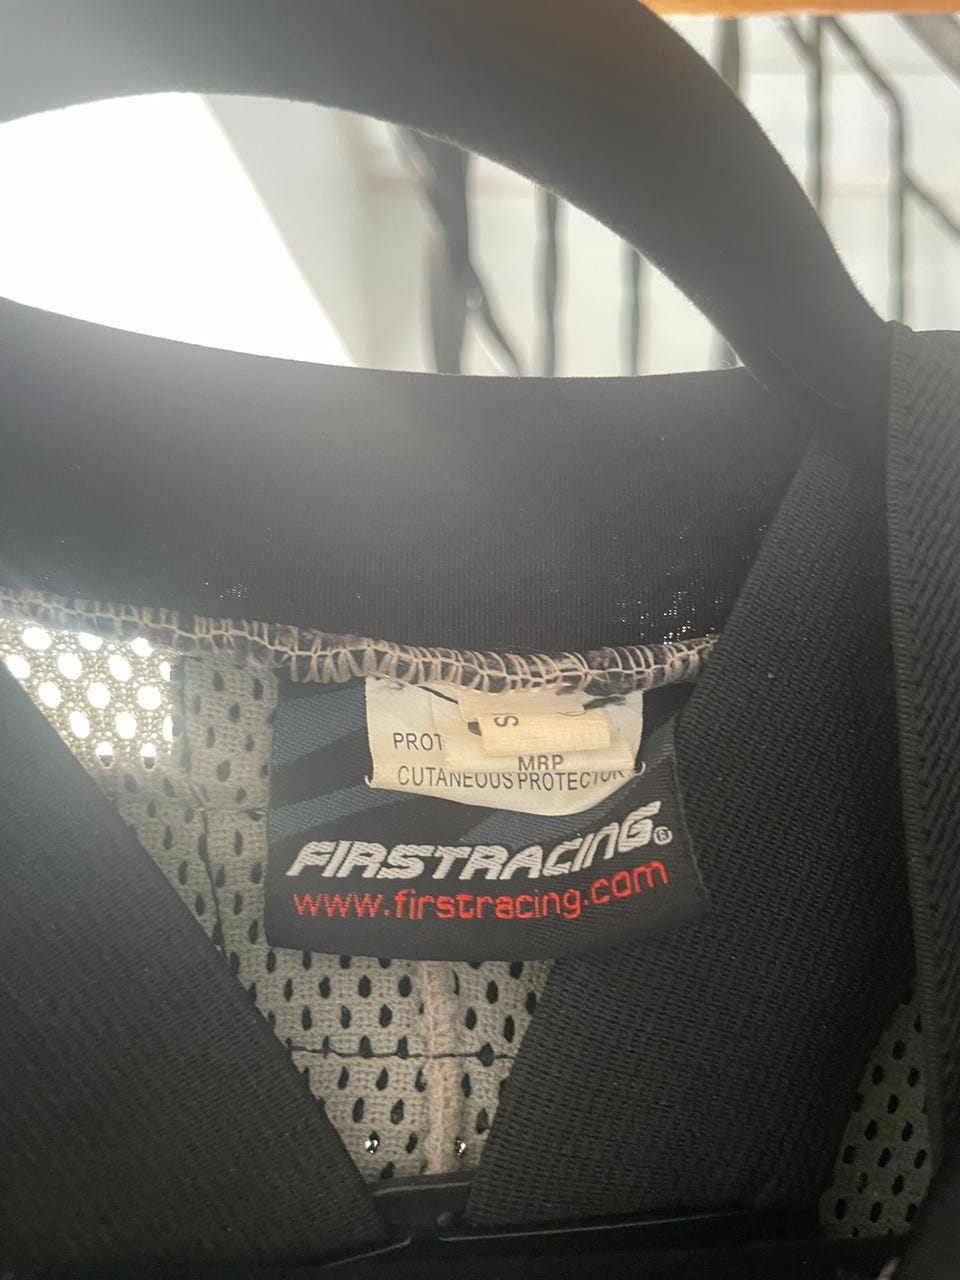 S
PROT
MRP
CUTANEOUS PROTECTOR
FIRSTRACING®
www.firstracing.com